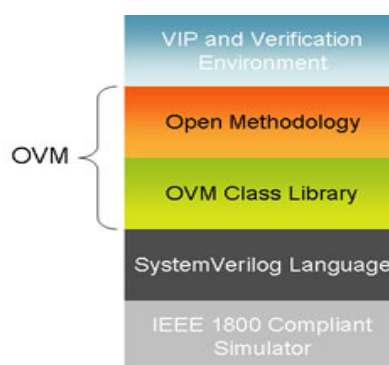 VIP and Verification
Environment
Open Methodology
OVM
OVM Class Library
SystemVerilog Language
IEEE 1800 Compliant
Simulator